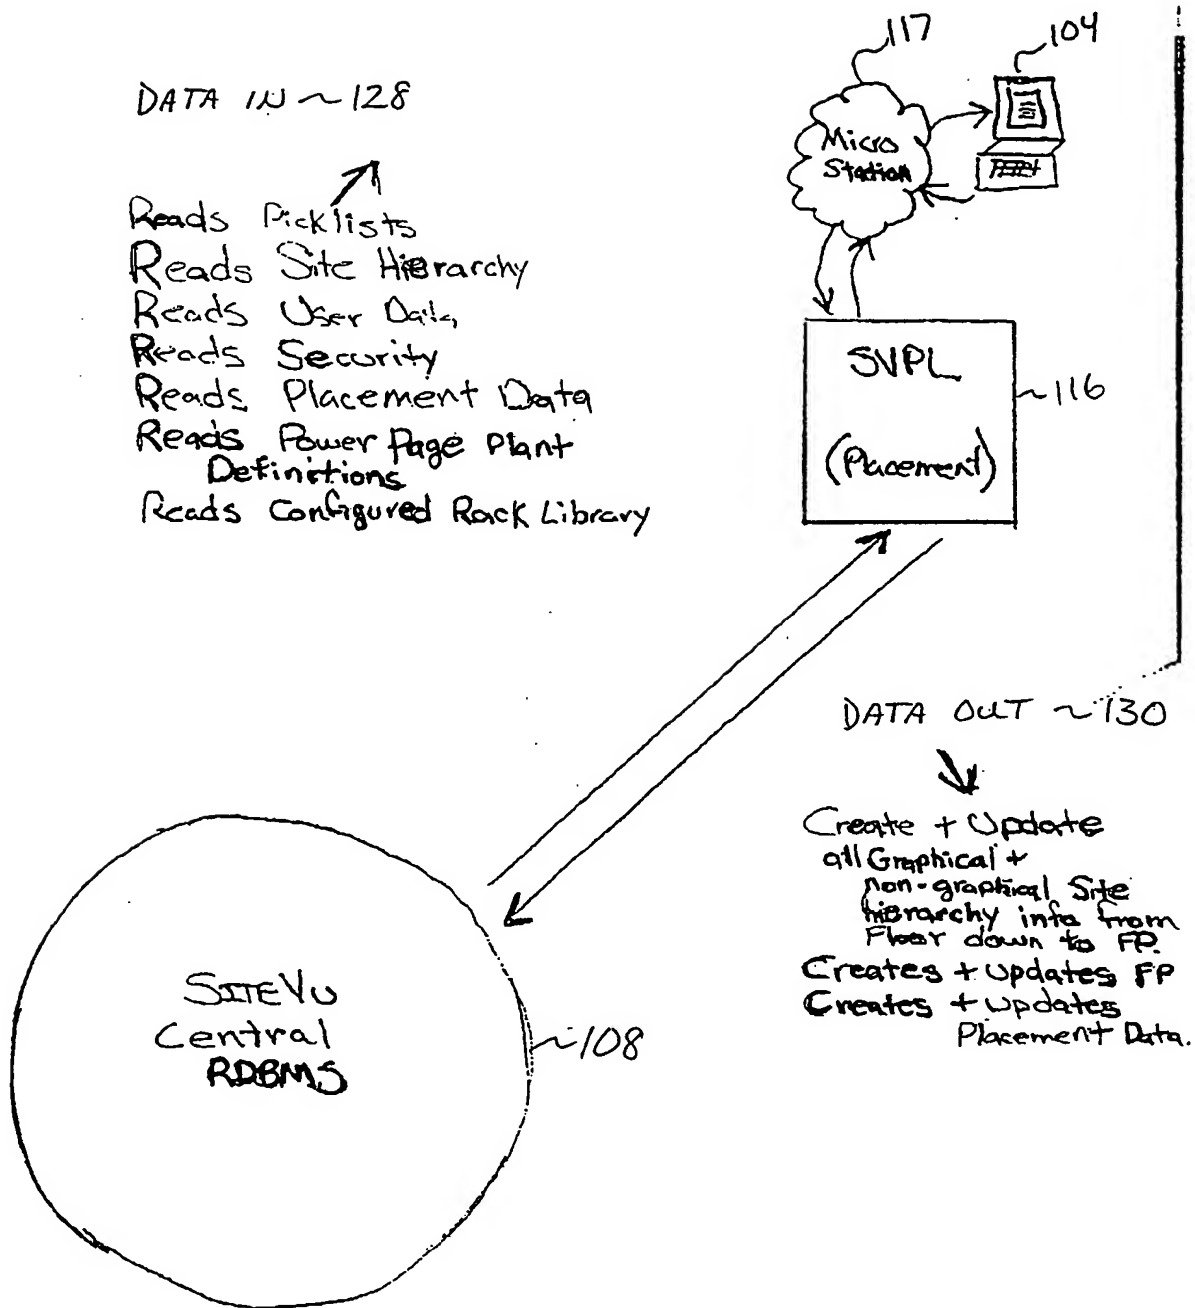 117
104
DATA IN ~ 128
Micro
Station
Reads Picklists
Reads Site Hierarchy
Reads User Data
Reads Security
Reads Placement Data
Reads Power Page Plant
Definitions
Reads Configured Rack Library
SVPL
(Placement)
~116
DATA OUT ~ 130
Create + Update
all Graphical +
non-graphical Site
hierarchy info from
Floor down to FP.
Creates + updates FP
Creates + updates
Placement Data.
SITEVu
Central
RDBMS
~108